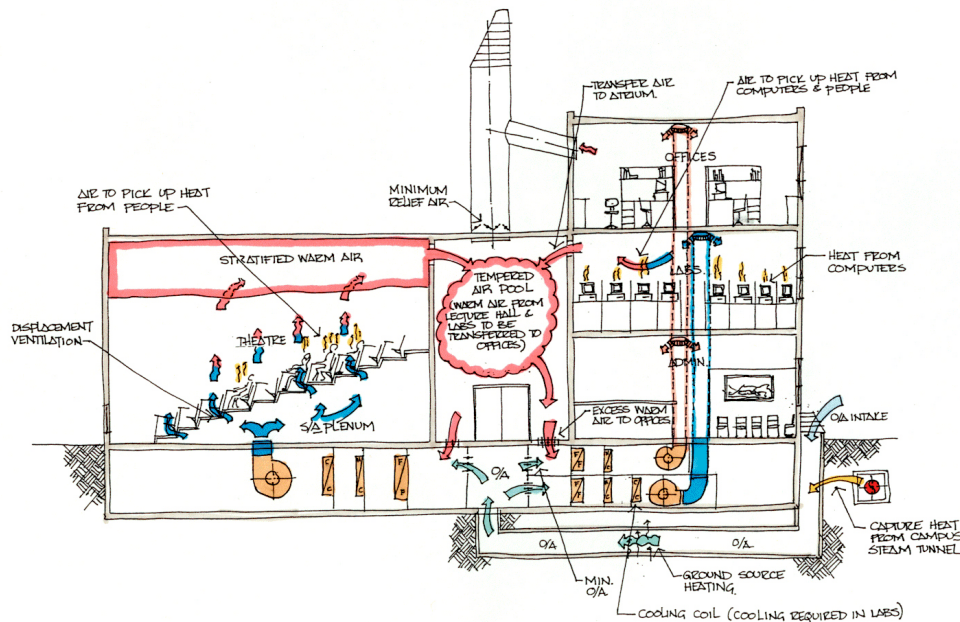 TRANSFER AIR
TO ATRIUM.
AIR TO PICK UP HEAT FROM
COMPUTERS & PEOPLE
OFFICES
AIR TO PICK UP HEAT
FROM PEOPLE
MINIMUM
RELIEF AIR
STRATIFIED WARM AIR
TEMPERED
AIR POOL
(WARM AIR FROM
LECTURE HALL &
LABS TO BE
TRANSFERRED TO
OFFICES)
LABS.
HEAT FROM
COMPUTERS
DISPLACEMENT
VENTILATION
THEATRE
ADMIN.
S/A PLENUM
EXCESS WARM
AIR TO OFFICES
O/A INTAKE
H/C
C/C
F/F
O/A
F/F
H/C
F/F
H/C
C/C
O/A
O/A
CAPTURE HEAT
FROM CAMPUS
STEAM TUNNEL
MIN.
O/A.
GROUND SOURCE
HEATING.
COOLING COIL (COOLING REQUIRED IN LABS)